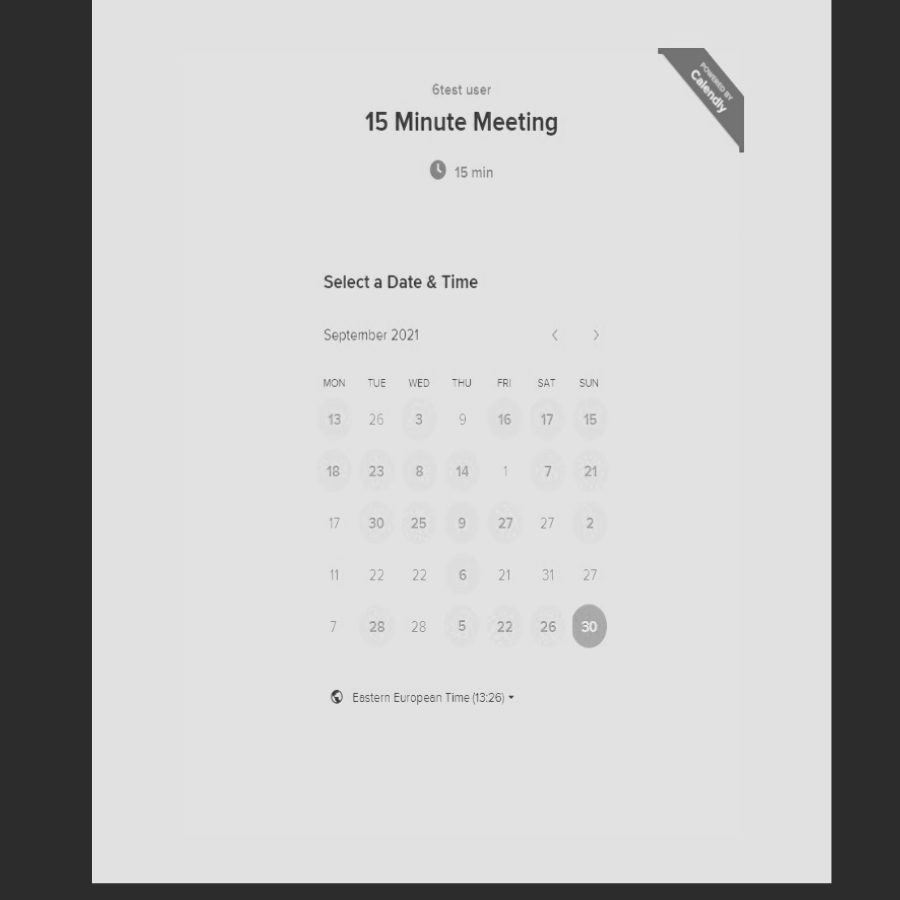 POWERED BY
Calendly
6test user
15 Minute Meeting
15 min
Select a Date & Time
September 2021
MON TUE WED THU FRI SAT SUN
13 26 3 9 16 17 15
18 23 8 14 1 7 21
17 30 25 9 27 27 2
11 22 22 6 21 31 27
7 28 28 5 22 26 30
Eastern European Time (13:26)